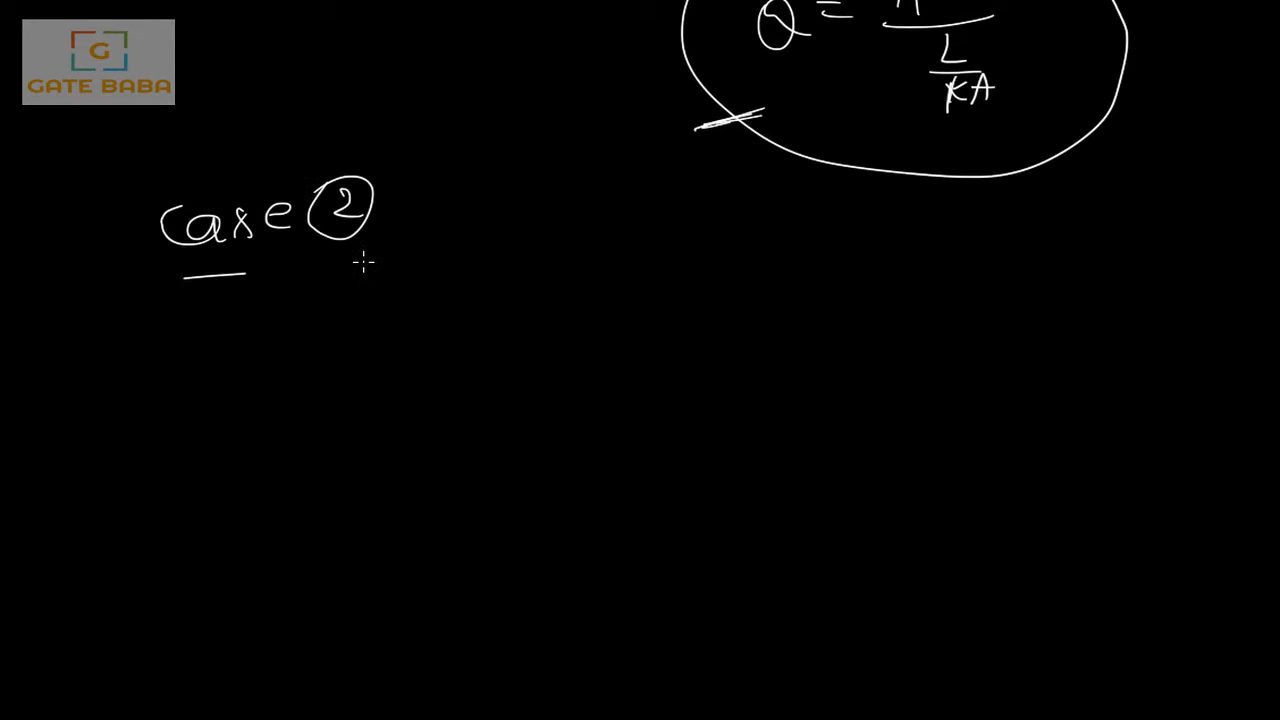 G
GATE BABA
Q =
L
KA
case 2